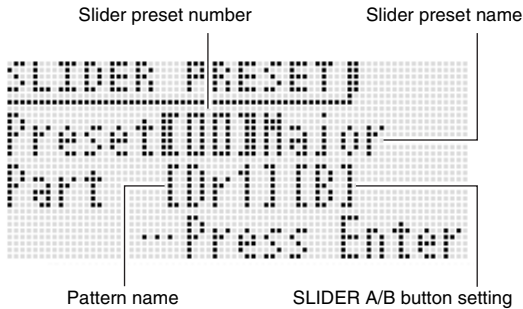 Slider preset number Slider preset name
SLIDER PRESET)
Preset[00]Major
Part [Dr1][B]
…Press Enter
Pattern name SLIDER A/B button setting